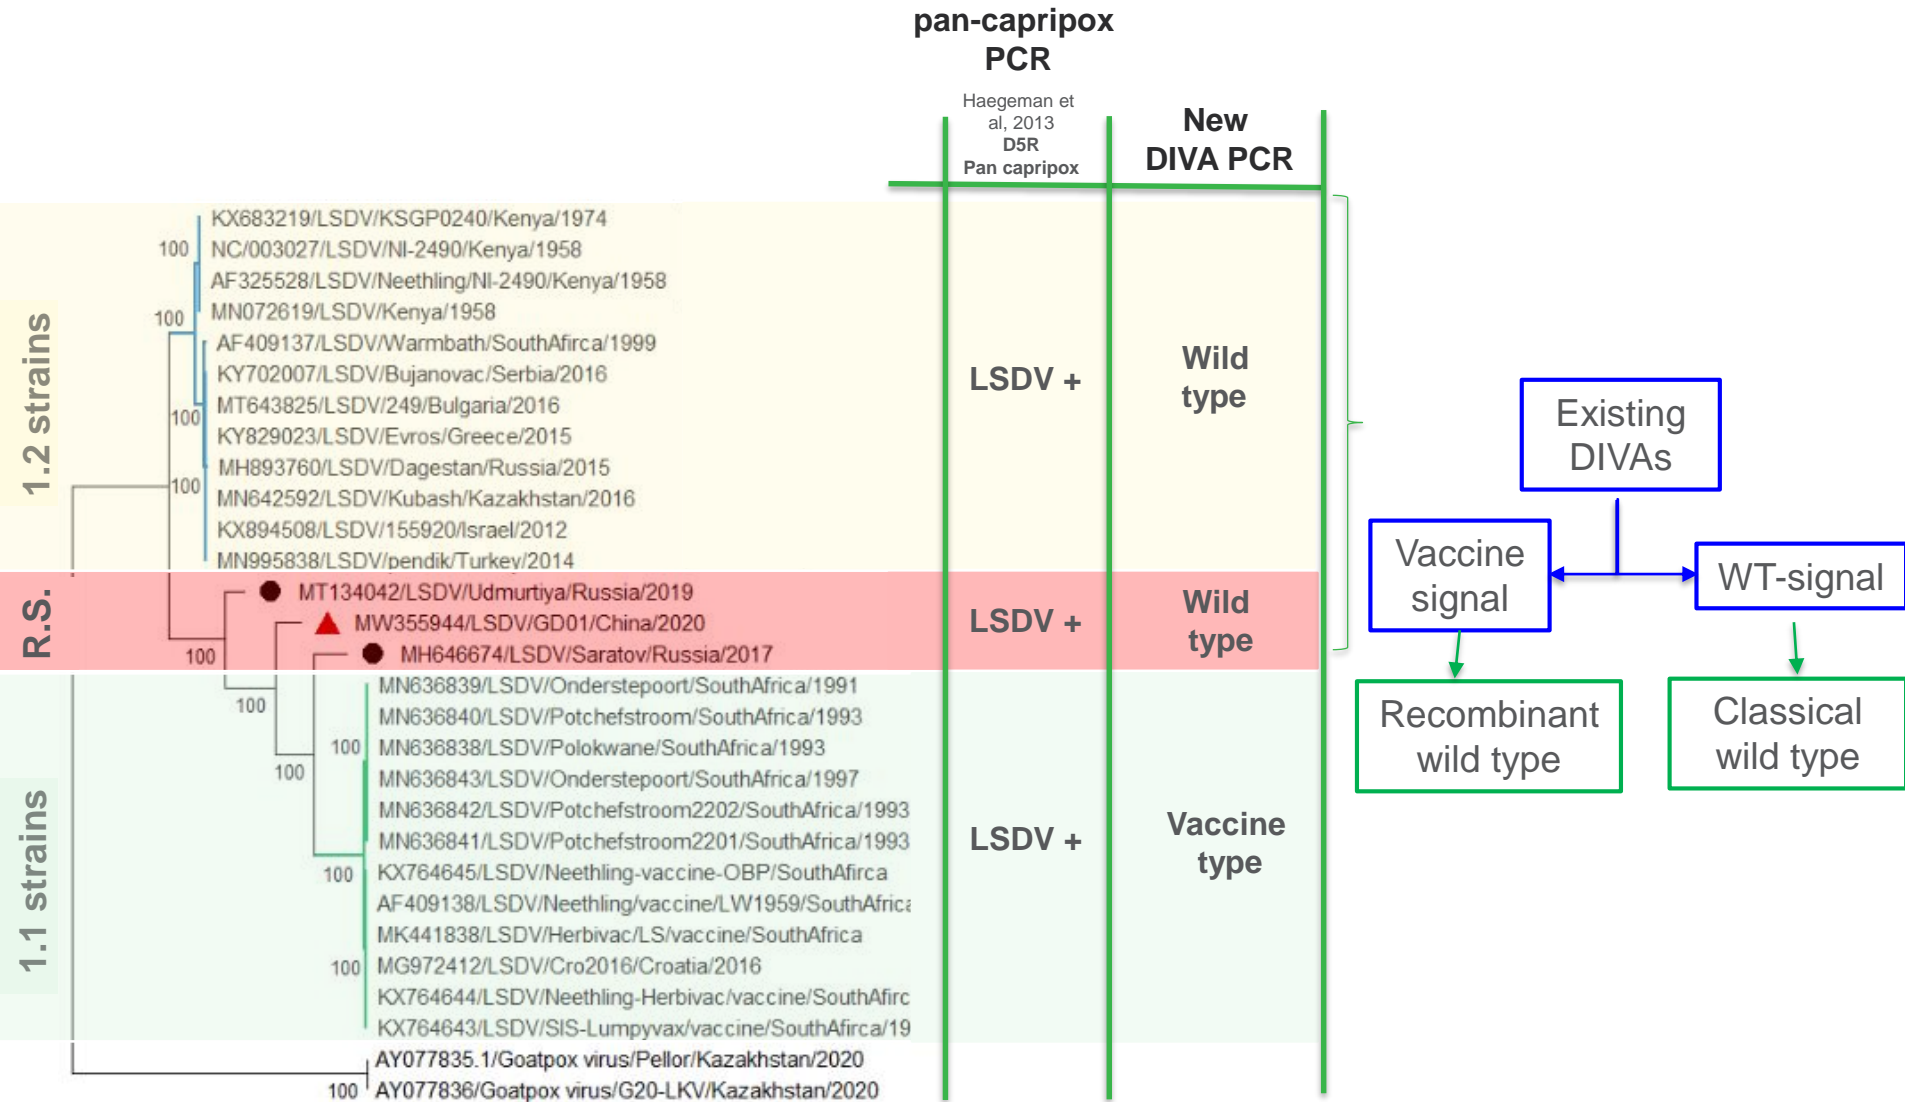 pan-capripox
PCR
Haegeman et
al, 2013
D5R
Pan capripox
New
DIVA PCR
1.2 strains
KX683219/LSDV/KSGP0240/Kenya/1974
NC/003027/LSDV/NI-2490/Kenya/1958
AF325528/LSDV/Neethling/NI-2490/Kenya/1958
MN072619/LSDV/Kenya/1958
AF409137/LSDV/Warmbath/SouthAfirca/1999
KY702007/LSDV/Bujanovac/Serbia/2016
MT643825/LSDV/249/Bulgaria/2016
KY829023/LSDV/Evros/Greece/2015
MH893760/LSDV/Dagestan/Russia/2015
MN642592/LSDV/Kubash/Kazakhstan/2016
KX894508/LSDV/155920/Israel/2012
MN995838/LSDV/pendik/Turkey/2014
100
100
100
100
LSDV +
Wild
type
R.S.
MT134042/LSDV/Udmurtiya/Russia/2019
MW355944/LSDV/GD01/China/2020
MH646674/LSDV/Saratov/Russia/2017
100
LSDV +
Wild
type
1.1 strains
MN636839/LSDV/Onderstepoort/SouthAfrica/1991
MN636840/LSDV/Potchefstroom/SouthAfrica/1993
MN636838/LSDV/Polokwane/SouthAfrica/1993
MN636843/LSDV/Onderstepoort/SouthAfrica/1997
MN636842/LSDV/Potchefstroom2202/SouthAfrica/1993
MN636841/LSDV/Potchefstroom2201/SouthAfrica/1993
KX764645/LSDV/Neethling-vaccine-OBP/SouthAfirca
AF409138/LSDV/Neethling/vaccine/LW1959/SouthAfrica
MK441838/LSDV/Herbivac/LS/vaccine/SouthAfrica
MG972412/LSDV/Cro2016/Croatia/2016
KX764644/LSDV/Neethling-Herbivac/vaccine/SouthAfirc
KX764643/LSDV/SIS-Lumpyvax/vaccine/SouthAfirca/19
100
100
100
100
100
LSDV +
Vaccine
type
AY077835.1/Goatpox virus/Pellor/Kazakhstan/2020
AY077836/Goatpox virus/G20-LKV/Kazakhstan/2020
100
Existing
DIVAs
Vaccine
signal
WT-signal
Recombinant
wild type
Classical
wild type